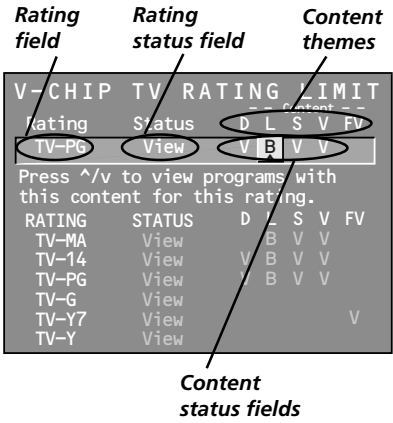 Rating field
Rating status field
Content themes
V-CHIP TV RATING LIMIT
- - Content - -
Rating Status D L S V FV
TV-PG View V B V V
Press ^/v to view programs with
this content for this rating.
RATING STATUS D L S V FV
TV-MA View B V V
TV-14 View V B V V
TV-PG View V B V V
TV-G View
TV-Y7 View V
TV-Y View
Content
status fields